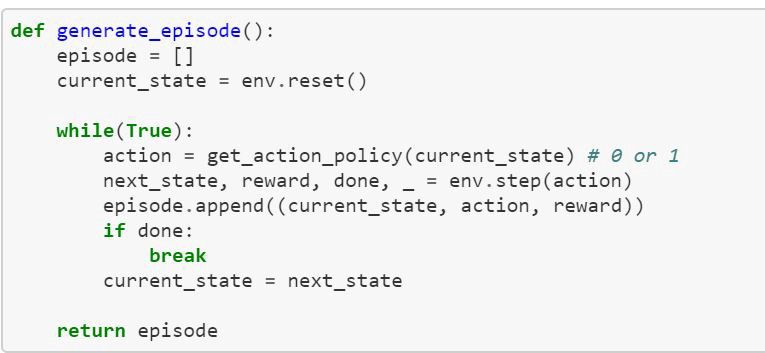 def generate_episode():
    episode = []
    current_state = env.reset()

    while(True):
        action = get_action_policy(current_state) # 0 or 1
        next_state, reward, done, _ = env.step(action)
        episode.append((current_state, action, reward))
        if done:
            break
        current_state = next_state

    return episode